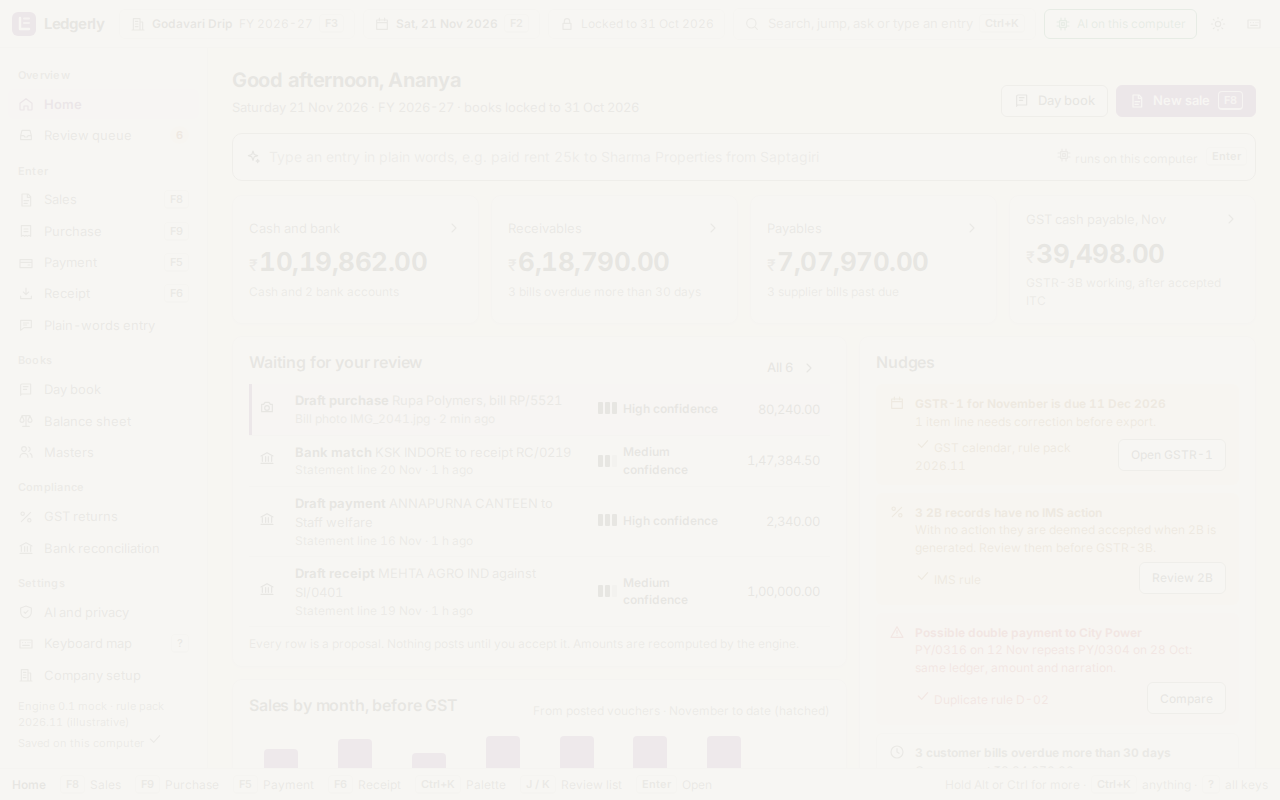 Ledgerly
Godavari Drip FY 2026-27 F3
Sat, 21 Nov 2026 F2
Locked to 31 Oct 2026
Search, jump, ask or type an entry Ctrl+K
AI on this computer
Overview
Home
Review queue 6
Enter
Sales F8
Purchase F9
Payment F5
Receipt F6
Plain-words entry
Books
Day book
Balance sheet
Masters
Compliance
GST returns
Bank reconciliation
Settings
AI and privacy
Keyboard map ?
Company setup
Engine 0.1 mock · rule pack
2026.11 (illustrative)
Saved on this computer
Good afternoon, Ananya
Saturday 21 Nov 2026 · FY 2026-27 · books locked to 31 Oct 2026
Day book
New sale F8
Type an entry in plain words, e.g. paid rent 25k to Sharma Properties from Saptagiri
runs on this computer Enter
Cash and bank
₹10,19,862.00
Cash and 2 bank accounts
Receivables
₹6,18,790.00
3 bills overdue more than 30 days
Payables
₹7,07,970.00
3 supplier bills past due
GST cash payable, Nov
₹39,498.00
GSTR-3B working, after accepted
ITC
Waiting for your review
All 6
Draft purchase Rupa Polymers, bill RP/5521
Bill photo IMG_2041.jpg · 2 min ago
High confidence
80,240.00
Bank match KSK INDORE to receipt RC/0219
Statement line 20 Nov · 1 h ago
Medium
confidence
1,47,384.50
Draft payment ANNAPURNA CANTEEN to
Staff welfare
Statement line 16 Nov · 1 h ago
High confidence
2,340.00
Draft receipt MEHTA AGRO IND against
SI/0401
Statement line 19 Nov · 1 h ago
Medium
confidence
1,00,000.00
Every row is a proposal. Nothing posts until you accept it. Amounts are recomputed by the engine.
Sales by month, before GST
From posted vouchers · November to date (hatched)
Nudges
GSTR-1 for November is due 11 Dec 2026
1 item line needs correction before export.
GST calendar, rule pack
2026.11
Open GSTR-1
3 2B records have no IMS action
With no action they are deemed accepted when 2B is
generated. Review them before GSTR-3B.
IMS rule
Review 2B
Possible double payment to City Power
PY/0316 on 12 Nov repeats PY/0304 on 28 Oct:
same ledger, amount and narration.
Duplicate rule D-02
Compare
3 customer bills overdue more than 30 days
Home F8 Sales F9 Purchase F5 Payment F6 Receipt Ctrl+K Palette J / K Review list Enter Open
Hold Alt or Ctrl for more · Ctrl+K anything · ? all keys